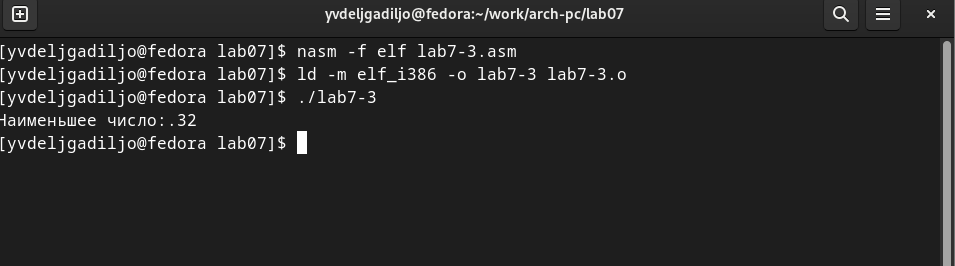 yvdeljgadiljo@fedora:~/work/arch-pc/lab07
[yvdeljgadiljo@fedora lab07]$ nasm -f elf lab7-3.asm
[yvdeljgadiljo@fedora lab07]$ ld -m elf_i386 -o lab7-3 lab7-3.o
[yvdeljgadiljo@fedora lab07]$ ./lab7-3
Наименьшее число:.32
[yvdeljgadiljo@fedora lab07]$